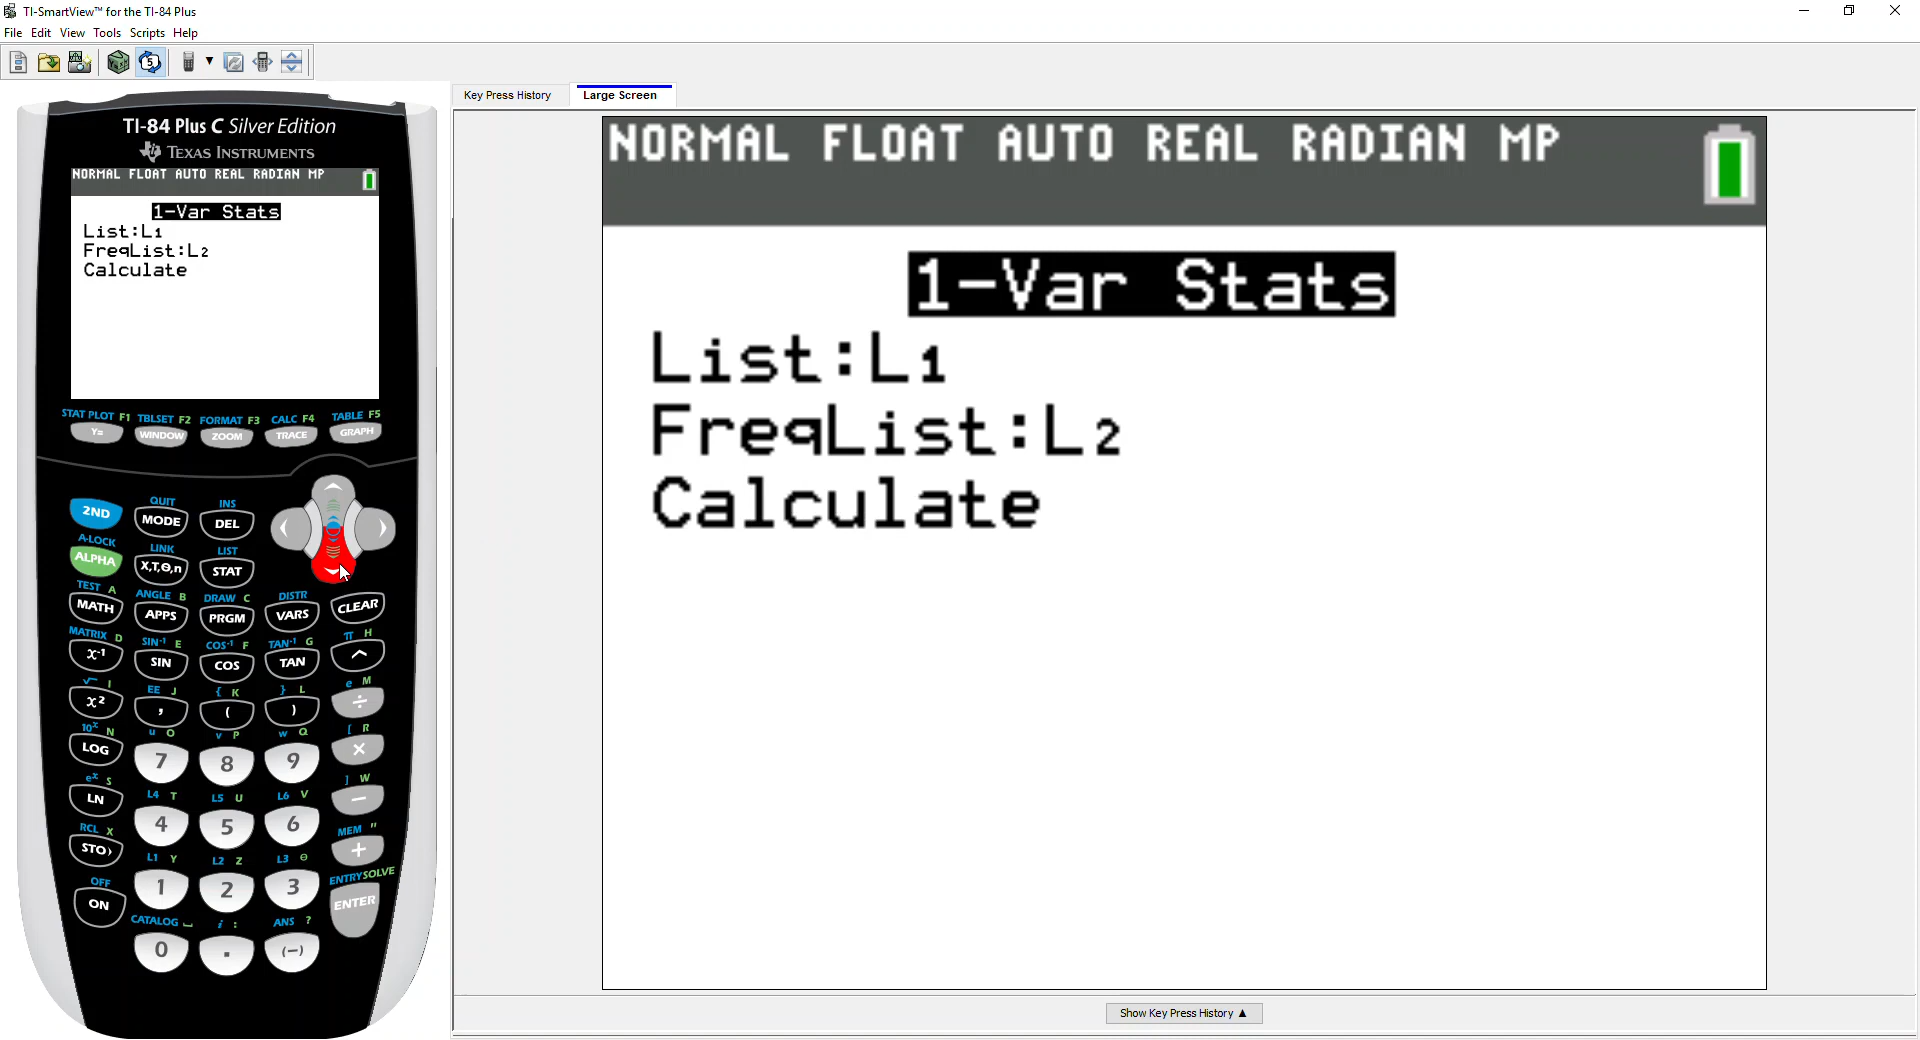 TI-SmartView™ for the TI-84 Plus
File Edit View Tools Scripts Help
Key Press History Large Screen
TI-84 Plus C Silver Edition
TEXAS INSTRUMENTS
NORMAL FLOAT AUTO REAL RADIAN MP
1-Var Stats
List:L1
FreqList:L2
Calculate
STAT PLOT F1 TBLSET F2 FORMAT F3 CALC F4 TABLE F5
Y= WINDOW ZOOM TRACE GRAPH
QUIT INS
2ND MODE DEL
A-LOCK LINK LIST
ALPHA X,T,Θ,n STAT
TEST A ANGLE B DRAW C DISTR
MATH APPS PRGM VARS CLEAR
MATRIX D SIN⁻¹ E COS⁻¹ F TAN⁻¹ G π H
x⁻¹ SIN COS TAN ^
√ I EE J { K } L e M
x² , ( ) ÷
10ˣ N u O v P w Q [ R
LOG 7 8 9 ×
eˣ S L4 T L5 U L6 V ] W
LN 4 5 6 −
RCL X L1 Y L2 Z L3 Θ MEM "
STO› 1 2 3 +
OFF CATALOG ⎵ i : ANS ? ENTRY SOLVE
ON 0 . (−) ENTER
NORMAL FLOAT AUTO REAL RADIAN MP
1-Var Stats
List:L1
FreqList:L2
Calculate
Show Key Press History ▲